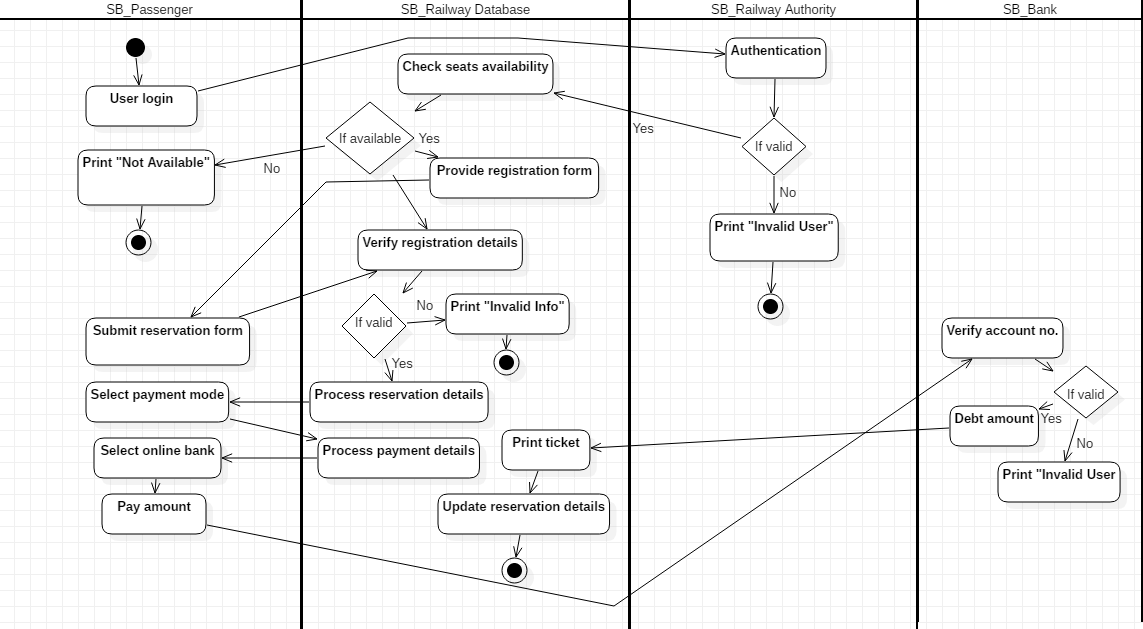 SB_Passenger
SB_Railway Database
SB_Railway Authority
SB_Bank
User login
Print "Not Available"
Submit reservation form
Select payment mode
Select online bank
Pay amount
Check seats availability
If available
Yes
No
Provide registration form
Verify registration details
If valid
No
Print "Invalid Info"
Yes
Process reservation details
Process payment details
Print ticket
Update reservation details
Authentication
If valid
Yes
No
Print "Invalid User"
Verify account no.
If valid
Yes
Debt amount
No
Print "Invalid User